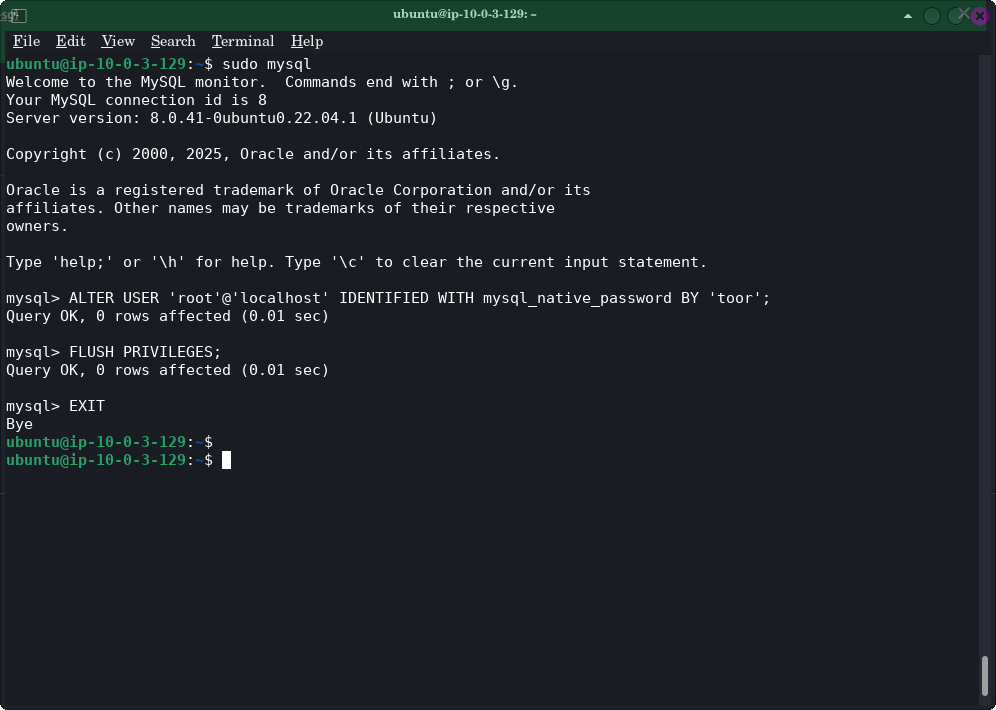 ubuntu@ip-10-0-3-129: ~
File Edit View Search Terminal Help
ubuntu@ip-10-0-3-129:~$ sudo mysql
Welcome to the MySQL monitor.  Commands end with ; or \g.
Your MySQL connection id is 8
Server version: 8.0.41-0ubuntu0.22.04.1 (Ubuntu)

Copyright (c) 2000, 2025, Oracle and/or its affiliates.

Oracle is a registered trademark of Oracle Corporation and/or its
affiliates. Other names may be trademarks of their respective
owners.

Type 'help;' or '\h' for help. Type '\c' to clear the current input statement.

mysql> ALTER USER 'root'@'localhost' IDENTIFIED WITH mysql_native_password BY 'toor';
Query OK, 0 rows affected (0.01 sec)

mysql> FLUSH PRIVILEGES;
Query OK, 0 rows affected (0.01 sec)

mysql> EXIT
Bye
ubuntu@ip-10-0-3-129:~$
ubuntu@ip-10-0-3-129:~$